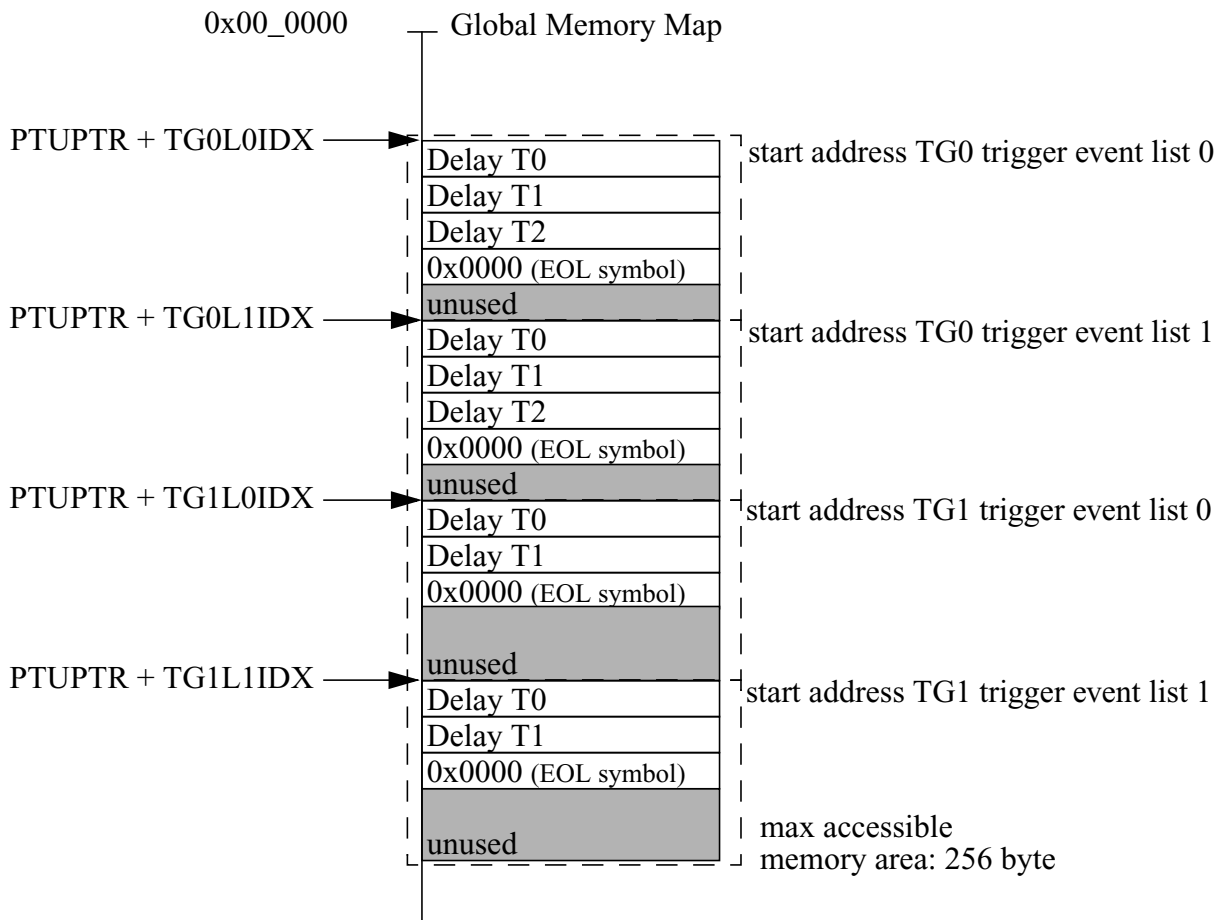 0x00_0000 Global Memory Map
PTUPTR + TG0L0IDX
start address TG0 trigger event list 0
Delay T0
Delay T1
Delay T2
0x0000 (EOL symbol)
unused
PTUPTR + TG0L1IDX
start address TG0 trigger event list 1
Delay T0
Delay T1
Delay T2
0x0000 (EOL symbol)
unused
PTUPTR + TG1L0IDX
start address TG1 trigger event list 0
Delay T0
Delay T1
0x0000 (EOL symbol)
unused
PTUPTR + TG1L1IDX
start address TG1 trigger event list 1
Delay T0
Delay T1
0x0000 (EOL symbol)
unused
max accessible
memory area: 256 byte